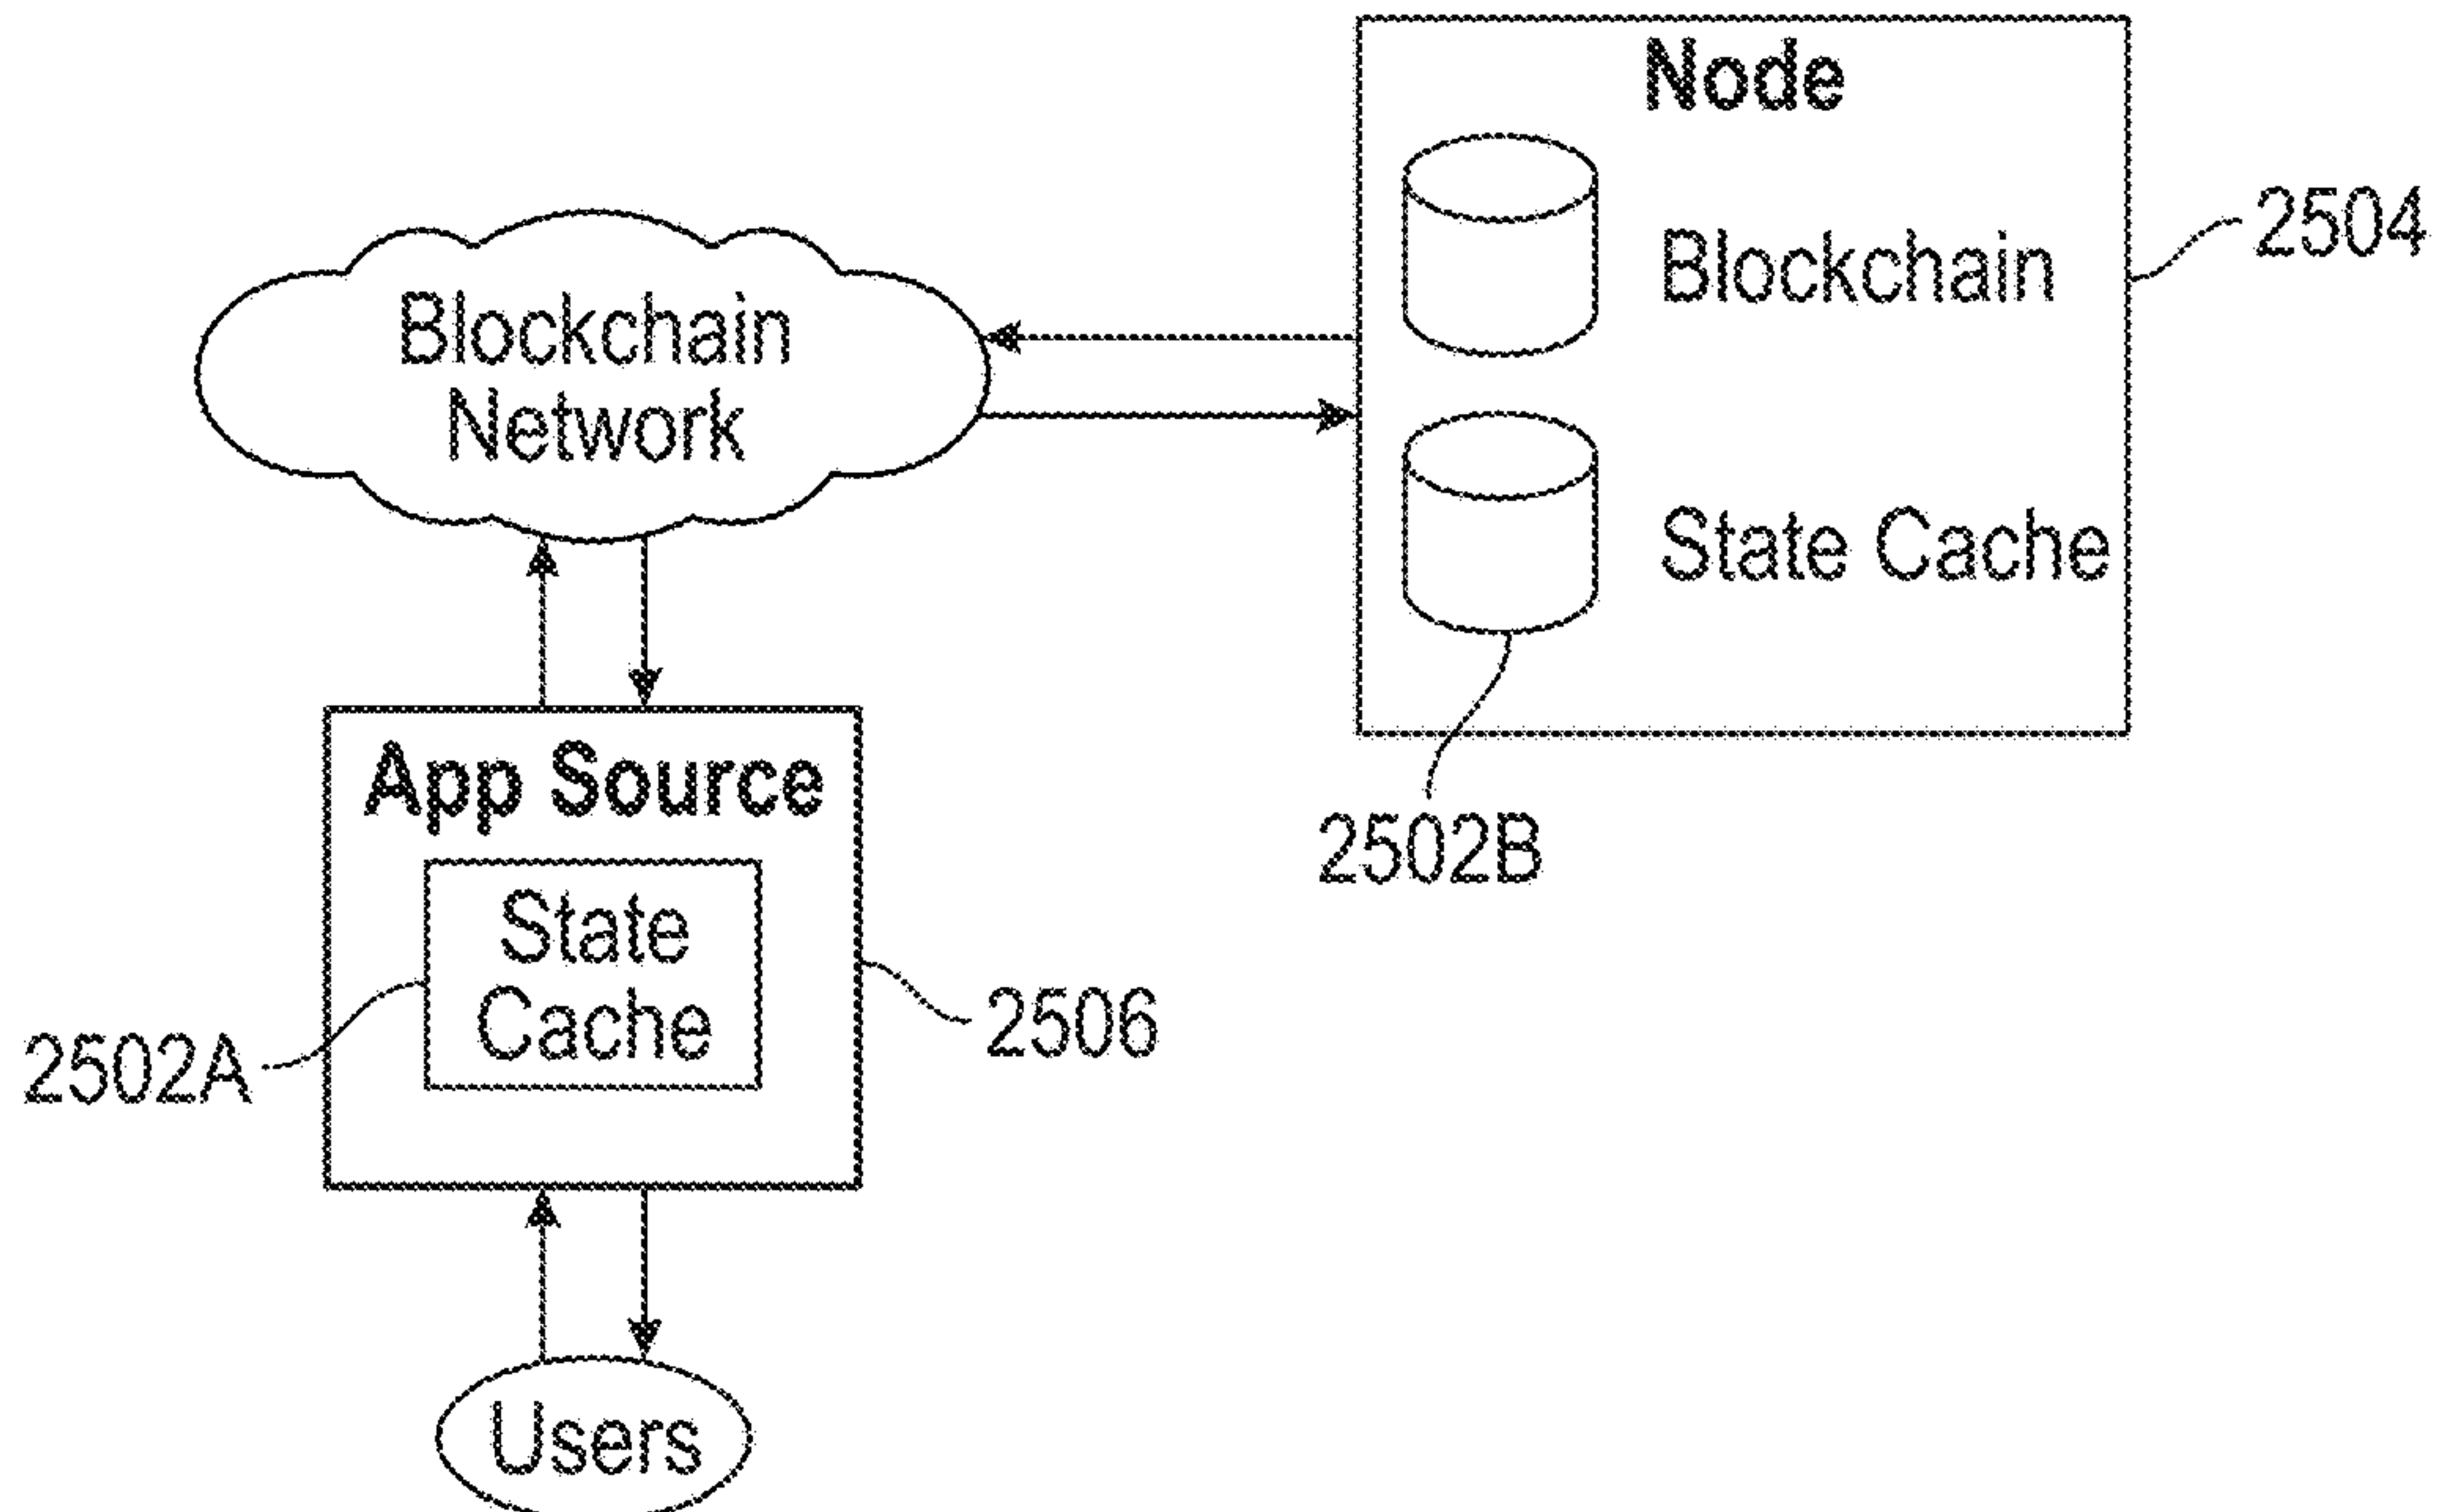 Node
Blockchain
2504
Blockchain
Network
State Cache
App Source
2502B
State
Cache
2506
2502A
Users